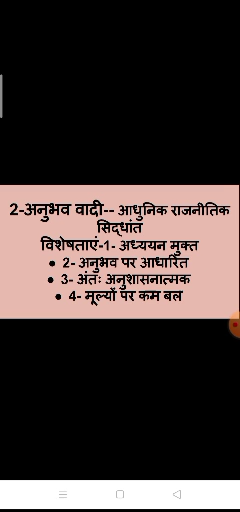 2-अनुभव वादी-- आधुनिक राजनीतिक
सिद्धांत
विशेषताएं-1- अध्ययन मुक्त
• 2- अनुभव पर आधारित
• 3- अंतः अनुशासनात्मक
• 4- मूल्यों पर कम बल